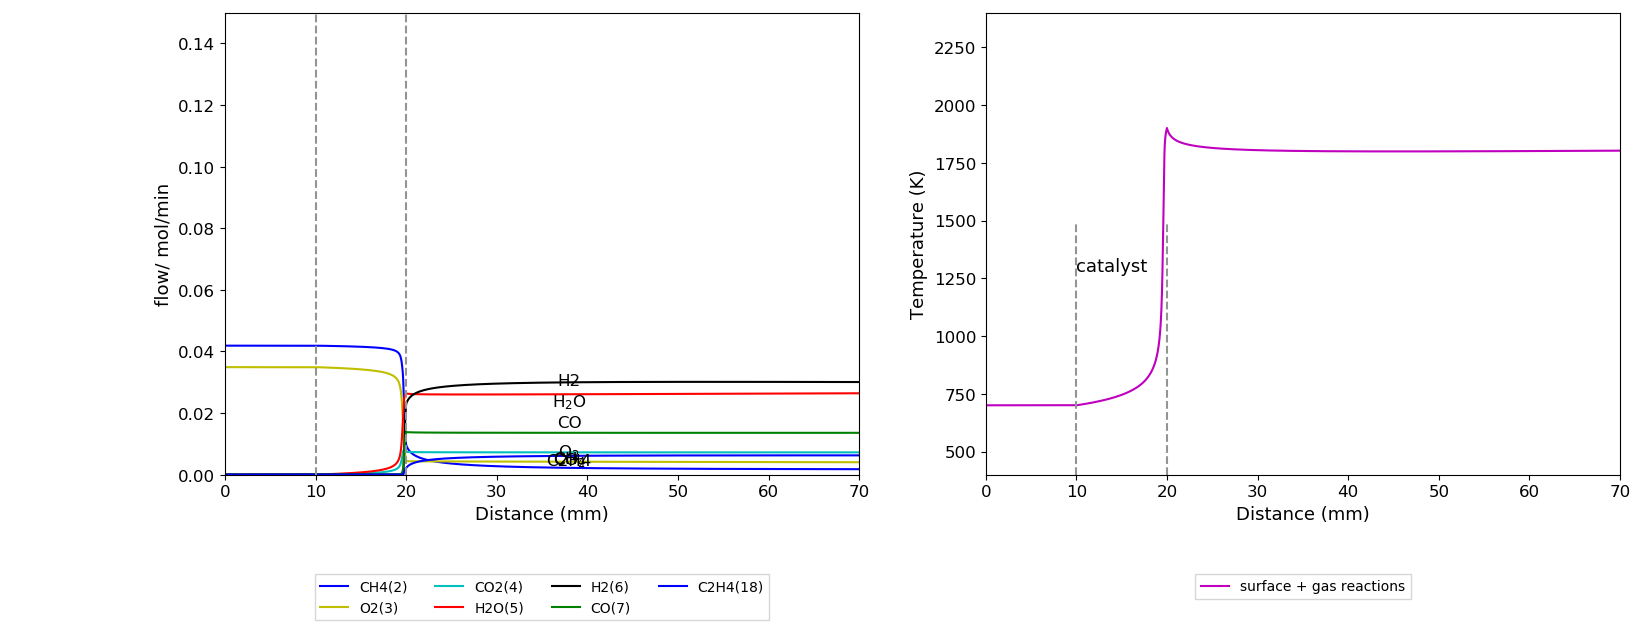 0.14
0.12
0.10
0.08
0.06
0.04
0.02
0.00
flow/ mol/min
H2
H₂O
CO
O₂
0 10 20 30 40 50 60 70
Distance (mm)
CH4(2) CO2(4) H2(6) C2H4(18)
O2(3) H2O(5) CO(7)
2250
2000
1750
1500
1250
1000
750
500
Temperature (K)
catalyst
0 10 20 30 40 50 60 70
Distance (mm)
surface + gas reactions